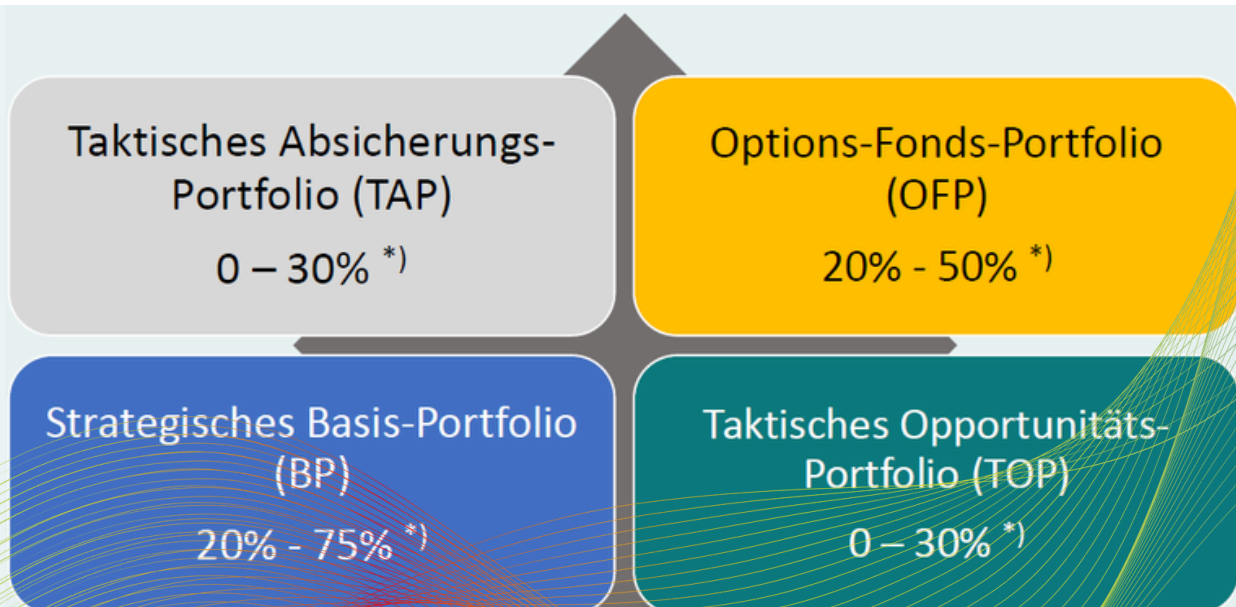 Taktisches Absicherungs-
Portfolio (TAP)
0 – 30% *)
Options-Fonds-Portfolio
(OFP)
20% - 50% *)
Strategisches Basis-Portfolio
(BP)
20% - 75% *)
Taktisches Opportunitäts-
Portfolio (TOP)
0 – 30% *)